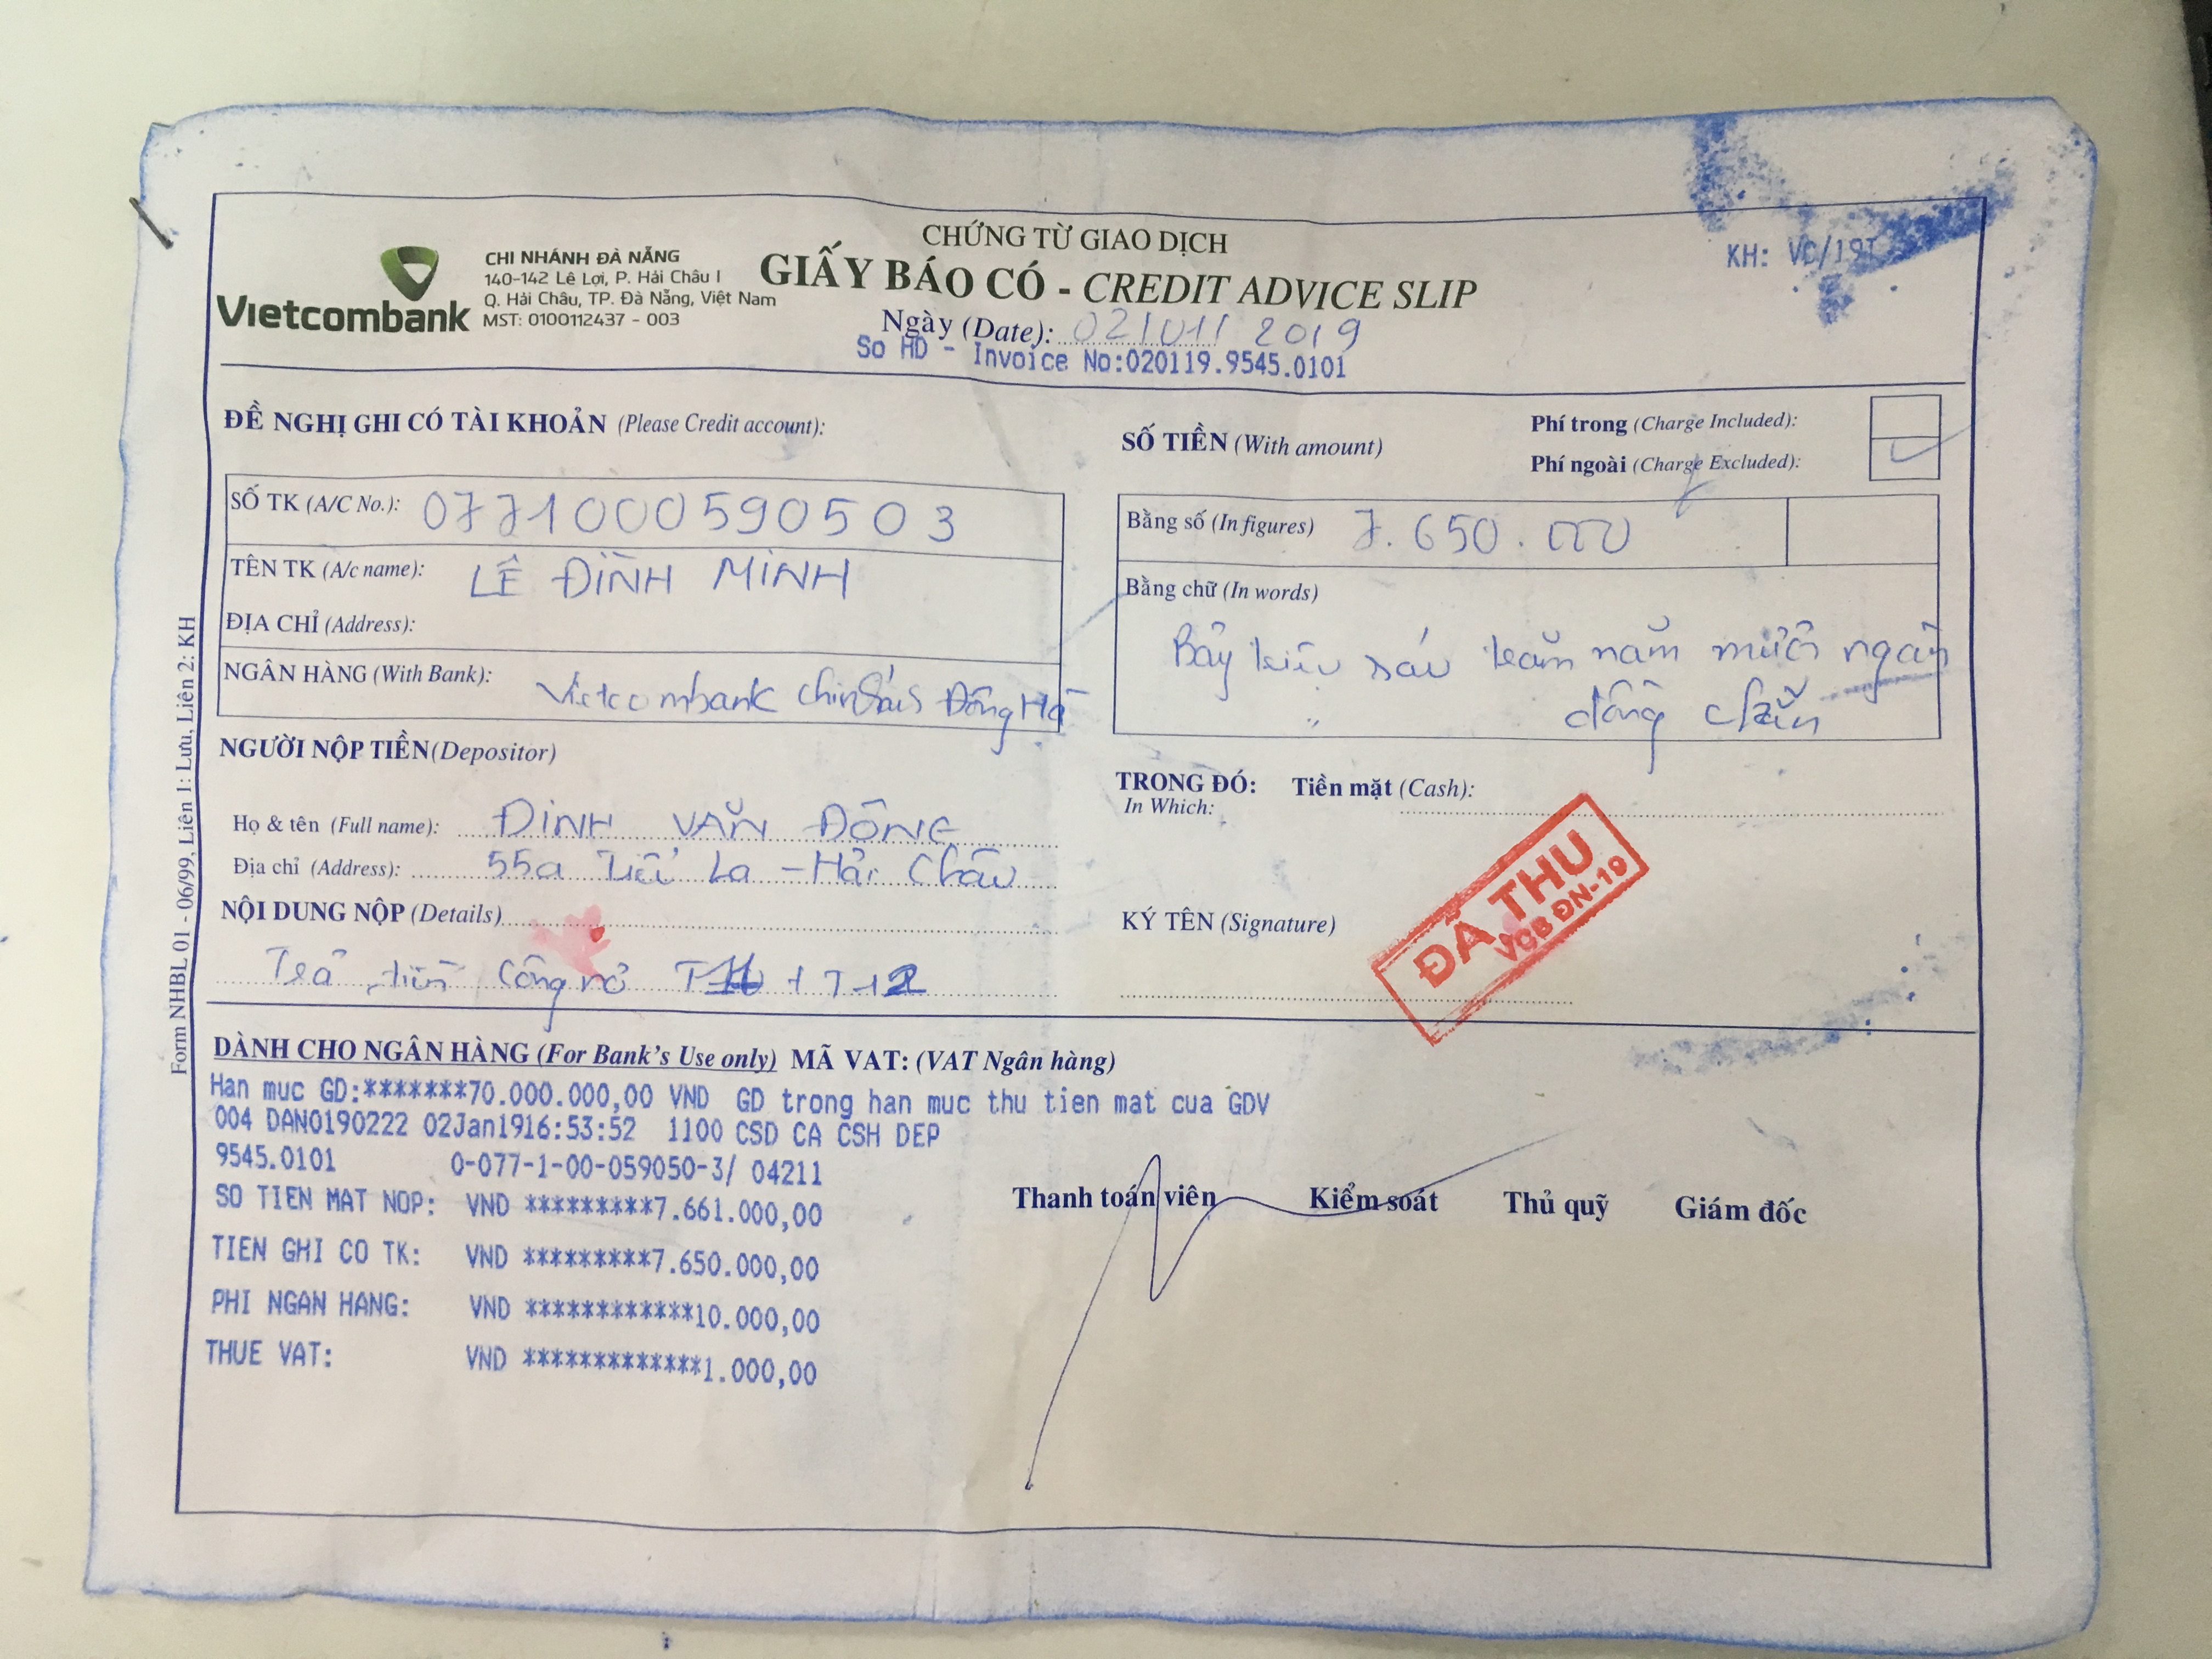 Vietcombank
CHI NHÁNH ĐÀ NẴNG
140-142 Lê Lợi, P. Hải Châu I
Q. Hải Châu, TP. Đà Nẵng, Việt Nam
MST: 0100112437 - 003
CHỨNG TỪ GIAO DỊCH
GIẤY BÁO CÓ - CREDIT ADVICE SLIP
Ngày (Date): 02/01/2019
So HD - Invoice No:020119.9545.0101
KH: VC/19T
ĐỀ NGHỊ GHI CÓ TÀI KHOẢN (Please Credit account):
SỐ TK (A/C No.): 0771000590503
TÊN TK (A/c name): LÊ ĐÌNH MINH
ĐỊA CHỈ (Address):
NGÂN HÀNG (With Bank): Vietcombank chi nhánh Đông Hà
SỐ TIỀN (With amount)
Phí trong (Charge Included):
Phí ngoài (Charge Excluded):
Bằng số (In figures) 7.650.000
Bằng chữ (In words)
Bảy triệu sáu trăm năm mươi ngàn
đồng chẵn
NGƯỜI NỘP TIỀN (Depositor)
Họ & tên (Full name): ĐINH VĂN ĐÔNG
Địa chỉ (Address): 55a Tiểu La - Hải Châu
TRONG ĐÓ: Tiền mặt (Cash):
In Which:
NỘI DUNG NỘP (Details)
Trả tiền công nợ T11 + T12
KÝ TÊN (Signature)
ĐÃ THU
VCB ĐN-19
DÀNH CHO NGÂN HÀNG (For Bank's Use only) MÃ VAT: (VAT Ngân hàng)
Han muc GD:*******70.000.000,00 VND GD trong han muc thu tien mat cua GDV
004 DAN0190222 02Jan1916:53:52 1100 CSD CA CSH DEP
9545.0101 0-077-1-00-059050-3/ 04211
SO TIEN MAT NOP: VND ********7.661.000,00
TIEN GHI CO TK: VND ********7.650.000,00
PHI NGAN HANG: VND ***********10.000,00
THUE VAT: VND ************1.000,00
Thanh toán viên Kiểm soát Thủ quỹ Giám đốc
Form NHBL 01 - 06/99, Liên 1: Lưu, Liên 2: KH